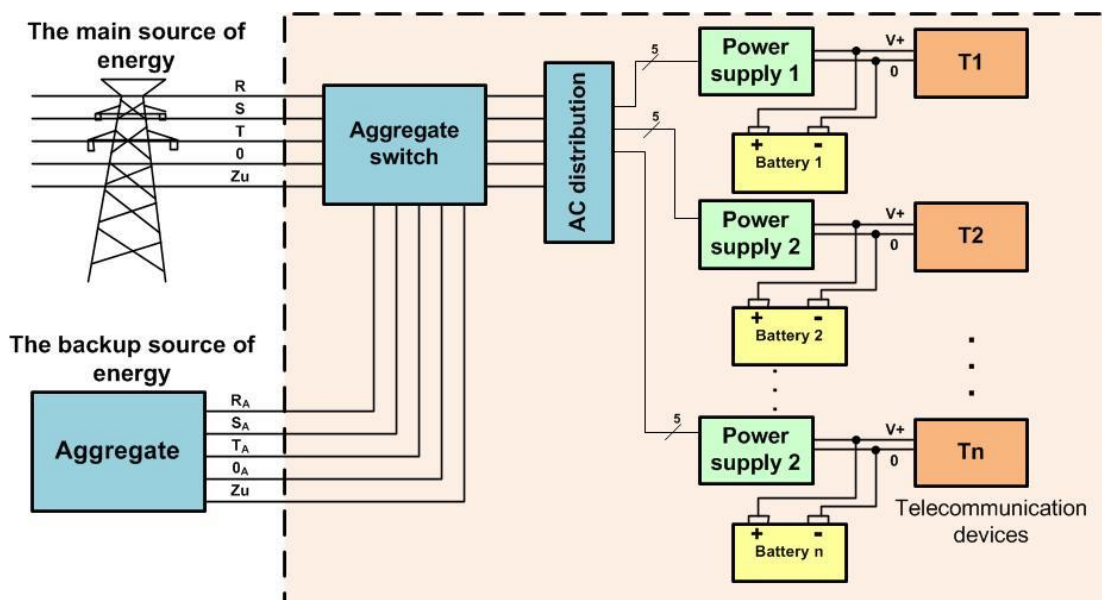 The main source of
energy
R
S
T
0
Zu
Aggregate
switch
AC distribution
5
5
5
Power
supply 1
V+
0
T1
+ -
Battery 1
Power
supply 2
V+
0
T2
+ -
Battery 2
The backup source of
energy
Aggregate
RA
SA
TA
0A
Zu
Power
supply 2
V+
0
Tn
+ -
Battery n
Telecommunication
devices